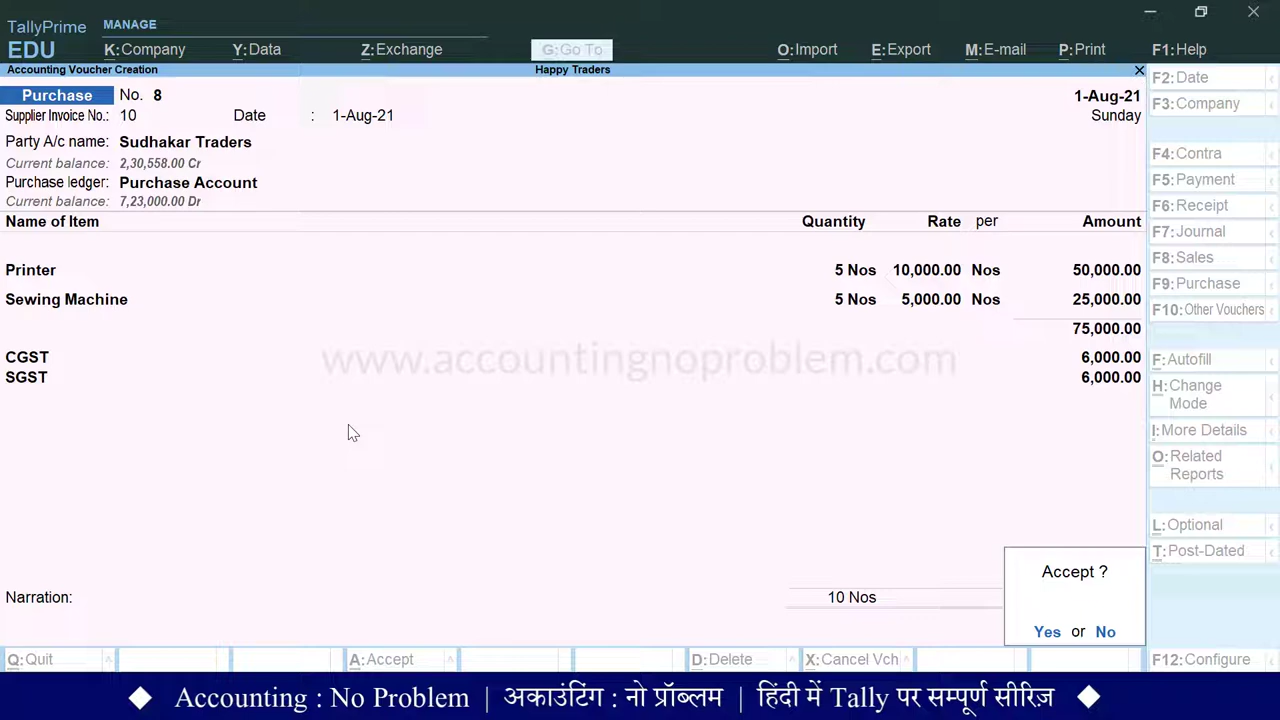 TallyPrime MANAGE
EDU K:Company Y:Data Z:Exchange G:Go To O:Import E:Export M:E-mail P:Print F1:Help
Accounting Voucher Creation Happy Traders
Purchase No. 8 1-Aug-21
Supplier Invoice No.: 10 Date : 1-Aug-21 Sunday
Party A/c name: Sudhakar Traders
Current balance: 2,30,558.00 Cr
Purchase ledger: Purchase Account
Current balance: 7,23,000.00 Dr
Name of Item Quantity Rate per Amount
Printer 5 Nos 10,000.00 Nos 50,000.00
Sewing Machine 5 Nos 5,000.00 Nos 25,000.00
75,000.00
CGST 6,000.00
SGST 6,000.00
www.accountingnoproblem.com
Narration: 10 Nos
Accept ?
Yes or No
F2:Date
F3:Company
F4:Contra
F5:Payment
F6:Receipt
F7:Journal
F8:Sales
F9:Purchase
F10:Other Vouchers
F:Autofill
H:Change
Mode
I:More Details
O:Related
Reports
L:Optional
T:Post-Dated
Q:Quit A:Accept D:Delete X:Cancel Vch F12:Configure
Accounting : No Problem | अकाउंटिंग : नो प्रॉब्लम | हिंदी में Tally पर सम्पूर्ण सीरिज़